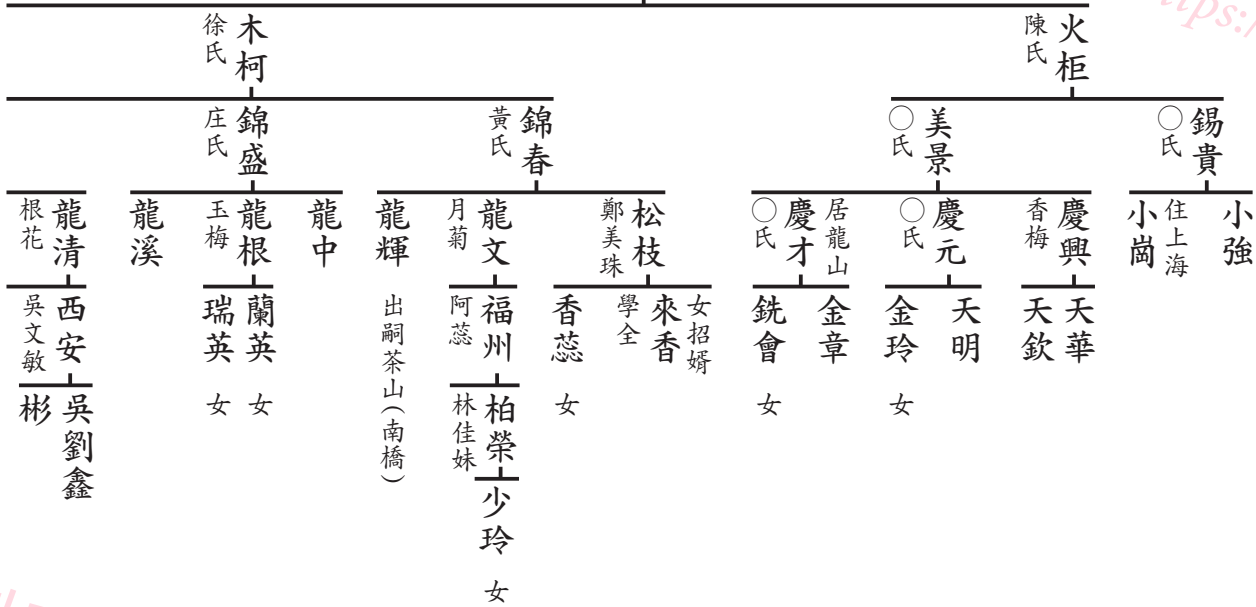 火柜
陳氏
木柯
徐氏
錫貴
○氏
美景
○氏
錦春
黃氏
錦盛
庄氏
小強
小崗
住上海
慶興
香梅
慶元
○氏
居龍山
慶才
○氏
松枝
鄭美珠
龍文
月菊
龍輝
出嗣茶山(南橋)
龍中
龍根
玉梅
龍溪
龍清
根花
天華
天欽
天明
金玲 女
金章
銑會 女
女招婿
來香
學全
香蕊 女
福州
阿蕊
蘭英 女
瑞英 女
西安
吳文敏
柏榮
林佳妹
吳劉鑫
彬
少玲 女